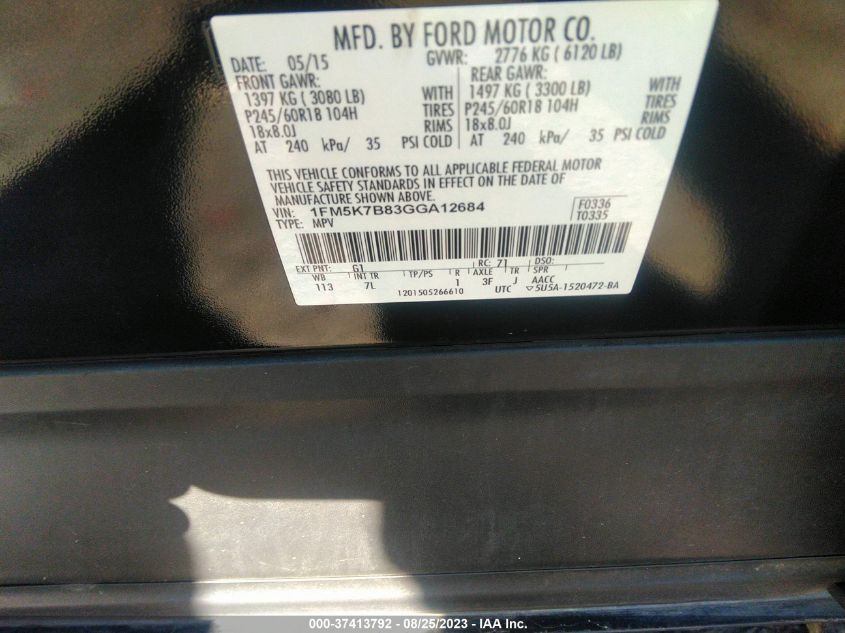 MFD. BY FORD MOTOR CO.
DATE: 05/15 GVWR: 2776 KG ( 6120 LB)
FRONT GAWR: REAR GAWR:
1397 KG ( 3080 LB) WITH 1497 KG ( 3300 LB) WITH
P245/60R18 104H TIRES P245/60R18 104H TIRES
18x8.0J RIMS 18x8.0J RIMS
AT 240 kPa/ 35 PSI COLD AT 240 kPa/ 35 PSI COLD
THIS VEHICLE CONFORMS TO ALL APPLICABLE FEDERAL MOTOR
VEHICLE SAFETY STANDARDS IN EFFECT ON THE DATE OF
MANUFACTURE SHOWN ABOVE.
VIN: 1FM5K7B83GGA12684 F0336
TYPE: MPV T0335
EXT PNT: G1 RC: 71 DSO:
WB INT TR TP/PS R AXLE TR SPR
113 7L 1 3F J AACC
1201505266610 UTC ▽5U5A-1520472-BA
000-37413792 - 08/25/2023 - IAA Inc.